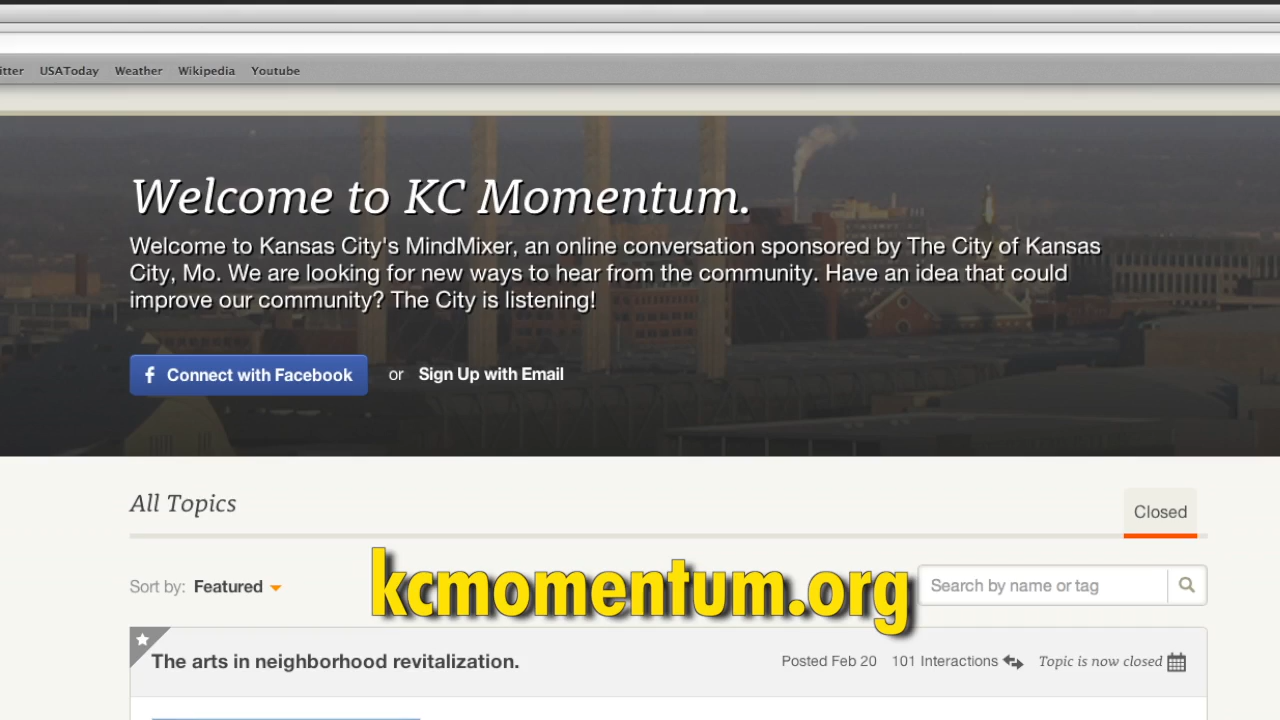 itter USAToday Weather Wikipedia Youtube
Welcome to KC Momentum.
Welcome to Kansas City's MindMixer, an online conversation sponsored by The City of Kansas
City, Mo. We are looking for new ways to hear from the community. Have an idea that could
improve our community? The City is listening!
f Connect with Facebook or Sign Up with Email
All Topics
Closed
Sort by: Featured
kcmomentum.org
Search by name or tag
The arts in neighborhood revitalization.
Posted Feb 20 101 Interactions Topic is now closed